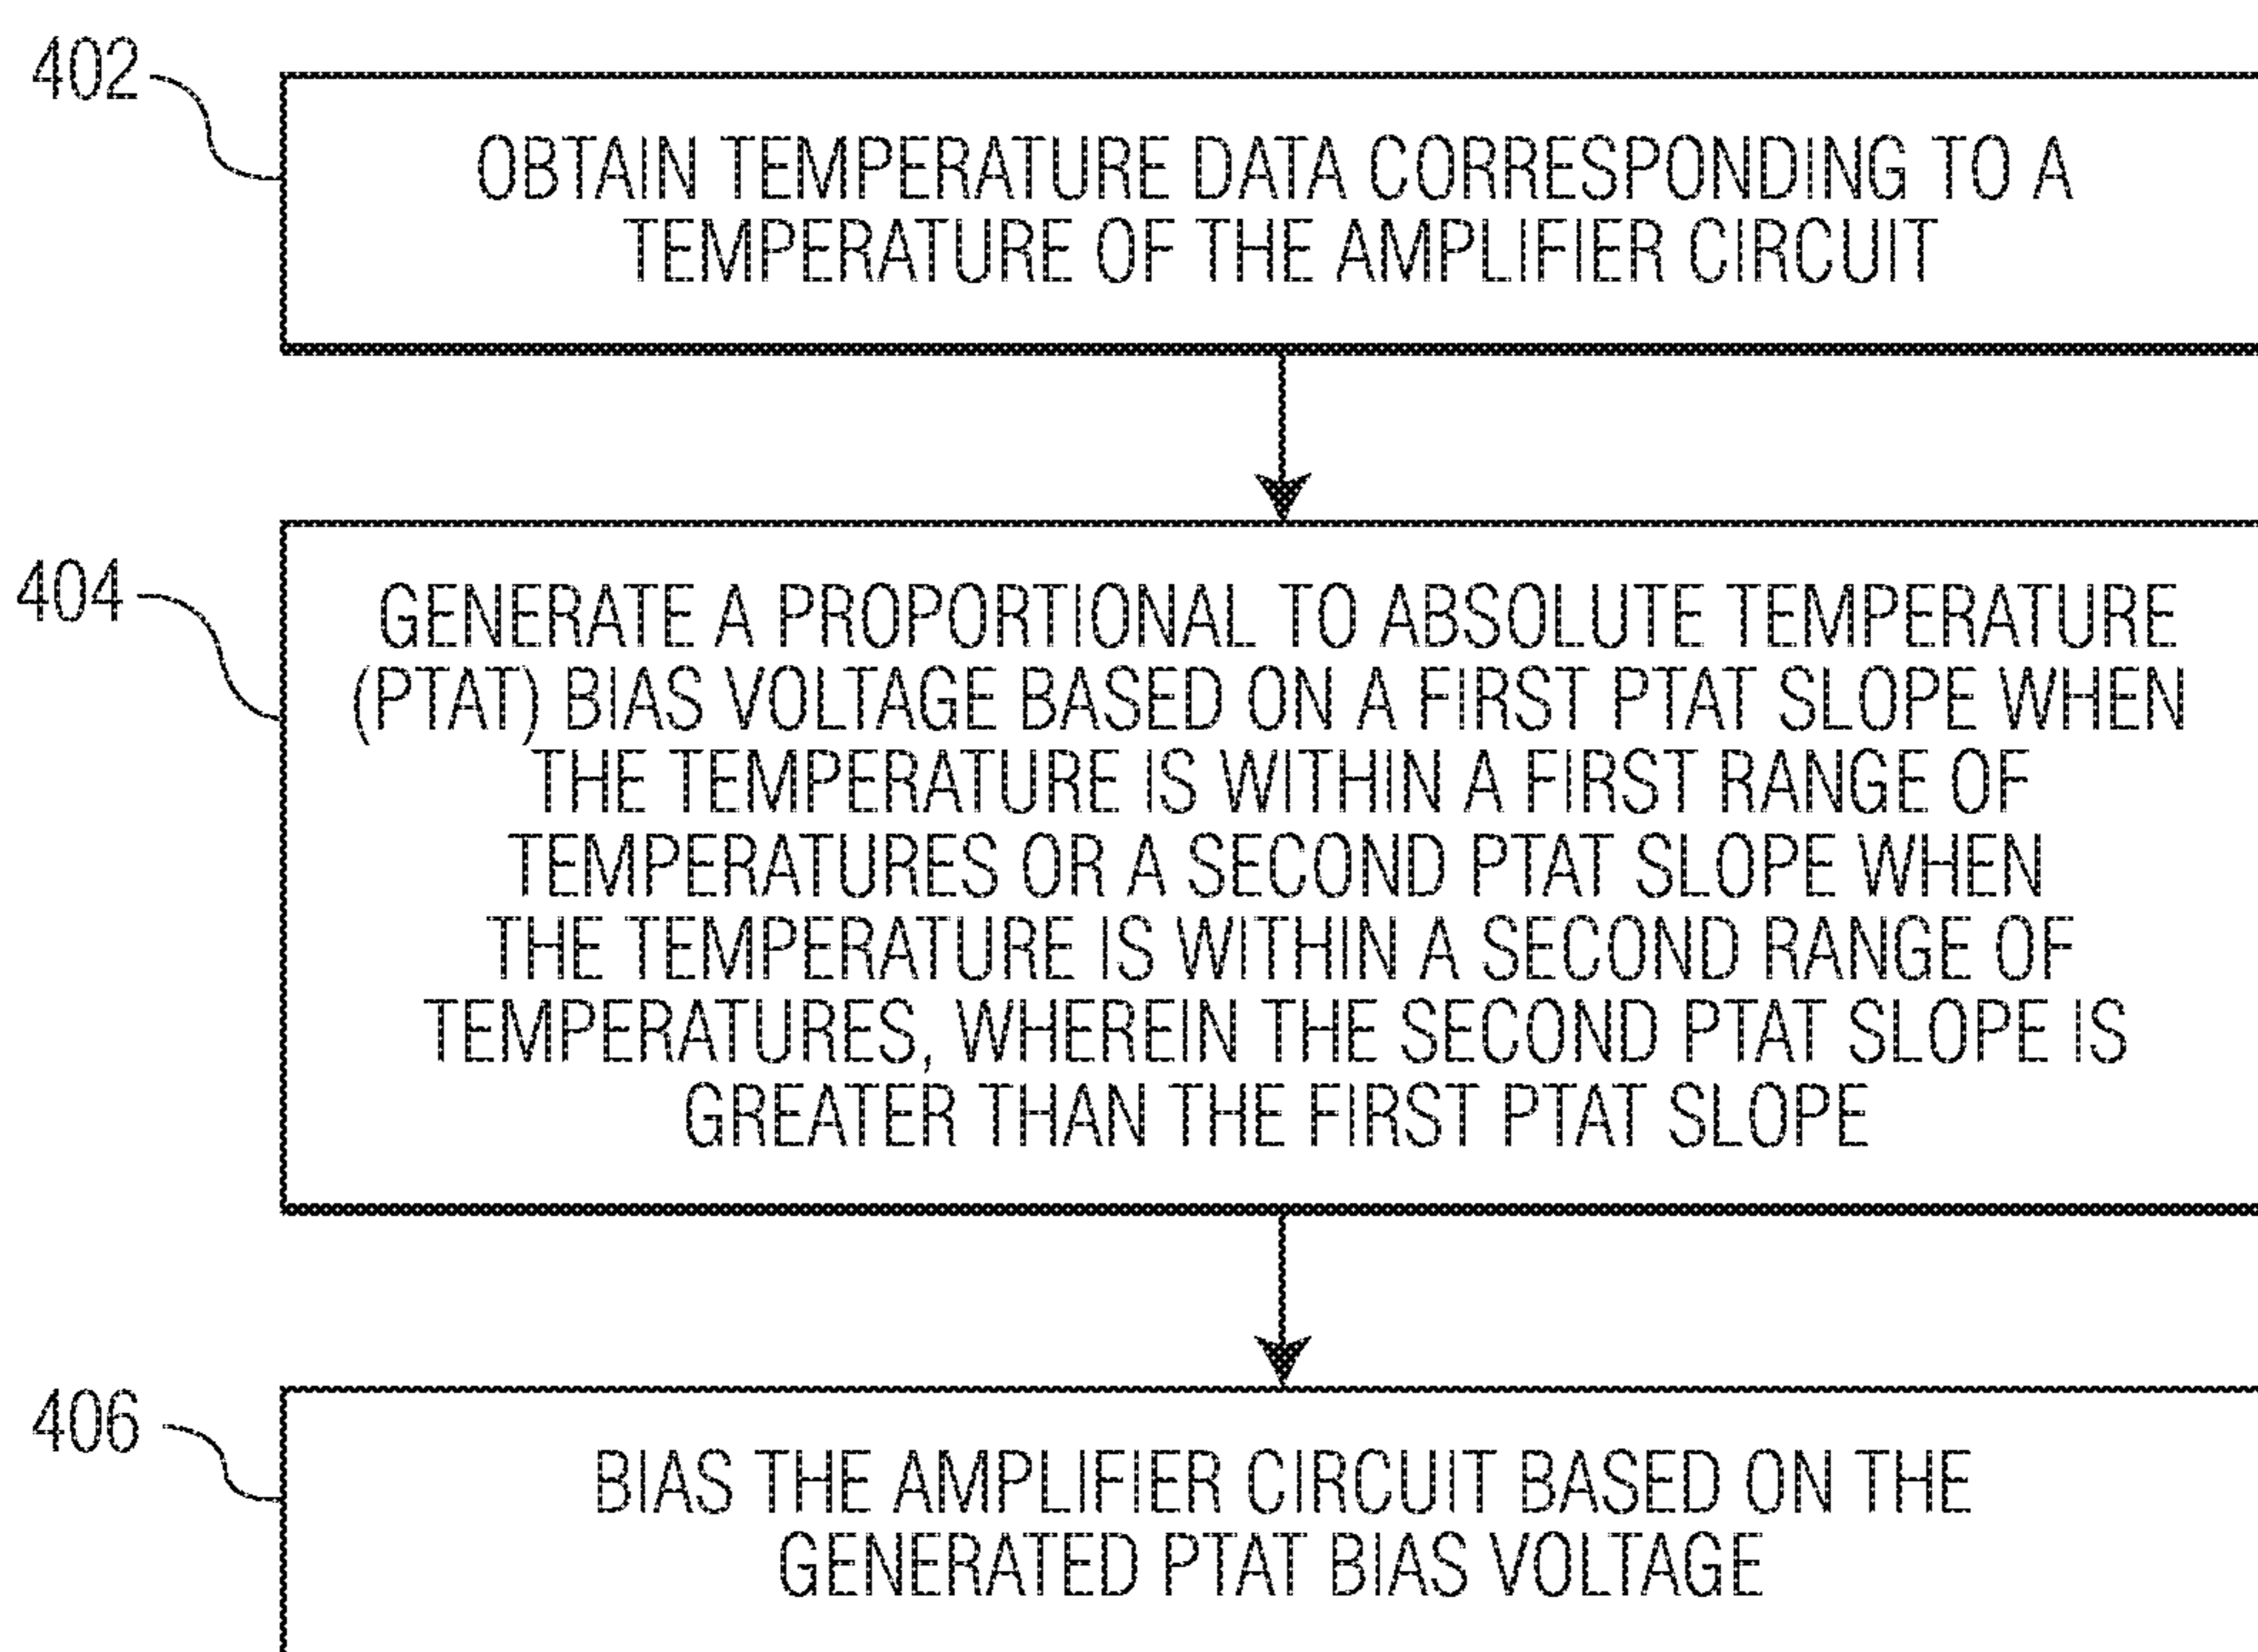 402
OBTAIN TEMPERATURE DATA CORRESPONDING TO A
TEMPERATURE OF THE AMPLIFIER CIRCUIT
404
GENERATE A PROPORTIONAL TO ABSOLUTE TEMPERATURE
(PTAT) BIAS VOLTAGE BASED ON A FIRST PTAT SLOPE WHEN
THE TEMPERATURE IS WITHIN A FIRST RANGE OF
TEMPERATURES OR A SECOND PTAT SLOPE WHEN
THE TEMPERATURE IS WITHIN A SECOND RANGE OF
TEMPERATURES, WHEREIN THE SECOND PTAT SLOPE IS
GREATER THAN THE FIRST PTAT SLOPE
406
BIAS THE AMPLIFIER CIRCUIT BASED ON THE
GENERATED PTAT BIAS VOLTAGE